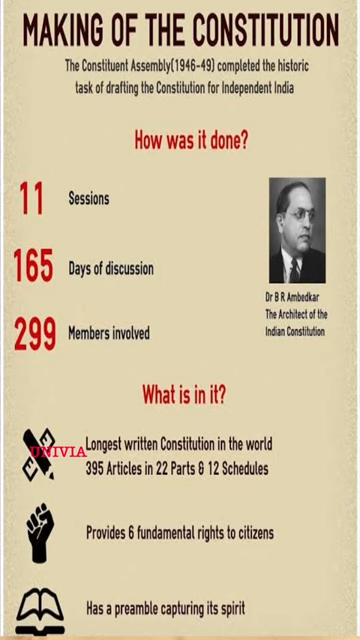 MAKING OF THE CONSTITUTION
The Constituent Assembly(1946-49) completed the historic
task of drafting the Constitution for Independent India
How was it done?
11 Sessions
165 Days of discussion
299 Members involved
Dr B R Ambedkar
The Architect of the
Indian Constitution
What is in it?
UNIVIA
Longest written Constitution in the world
395 Articles in 22 Parts & 12 Schedules
Provides 6 fundamental rights to citizens
Has a preamble capturing its spirit